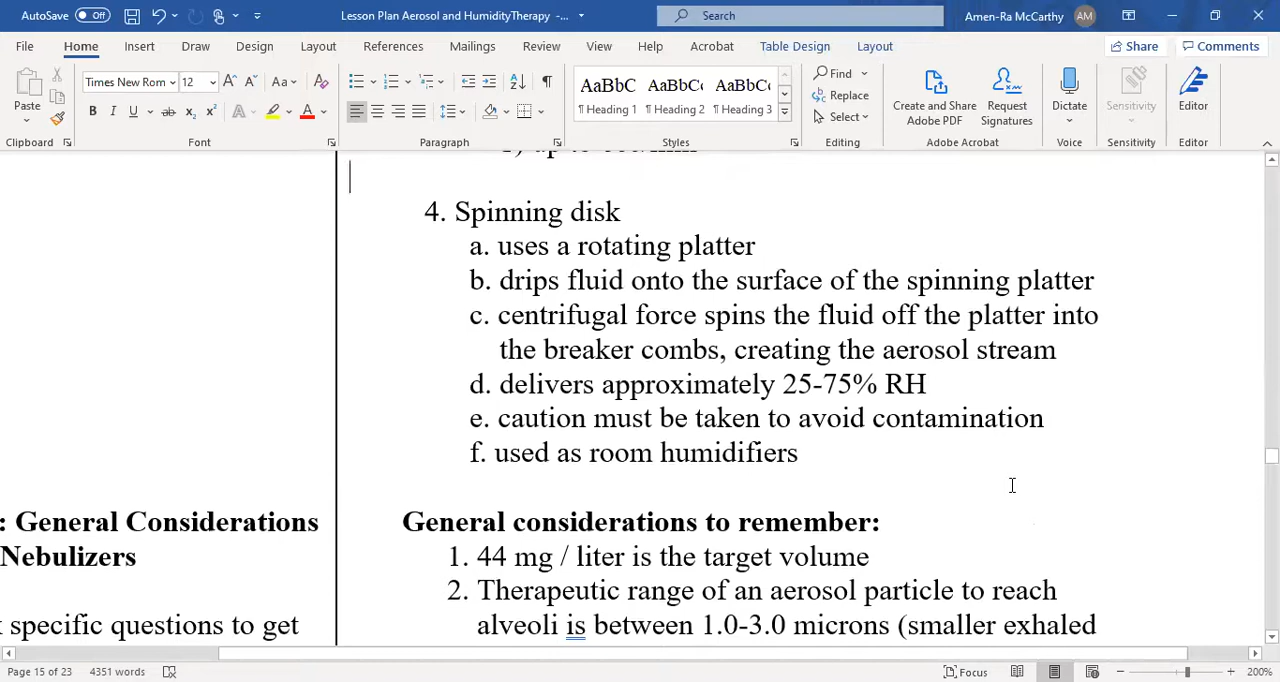 AutoSave Off Lesson Plan Aerosol and HumidityTherapy -... Search Amen-Ra McCarthy AM
File Home Insert Draw Design Layout References Mailings Review View Help Acrobat Table Design Layout Share Comments
Times New Rom 12 Aa AaBbC AaBbC AaBbC Find
Paste Replace Create and Share Request Dictate Sensitivity Editor
B I U ab x₂ x² A A ¶ Heading 1 ¶ Heading 2 ¶ Heading 3 Select Adobe PDF Signatures
Clipboard Font Paragraph Styles Editing Adobe Acrobat Voice Sensitivity Editor
4. Spinning disk
a. uses a rotating platter
b. drips fluid onto the surface of the spinning platter
c. centrifugal force spins the fluid off the platter into
the breaker combs, creating the aerosol stream
d. delivers approximately 25-75% RH
e. caution must be taken to avoid contamination
f. used as room humidifiers
: General Considerations
Nebulizers
specific questions to get
General considerations to remember:
1. 44 mg / liter is the target volume
2. Therapeutic range of an aerosol particle to reach
alveoli is between 1.0-3.0 microns (smaller exhaled
Page 15 of 23 4351 words Focus 200%